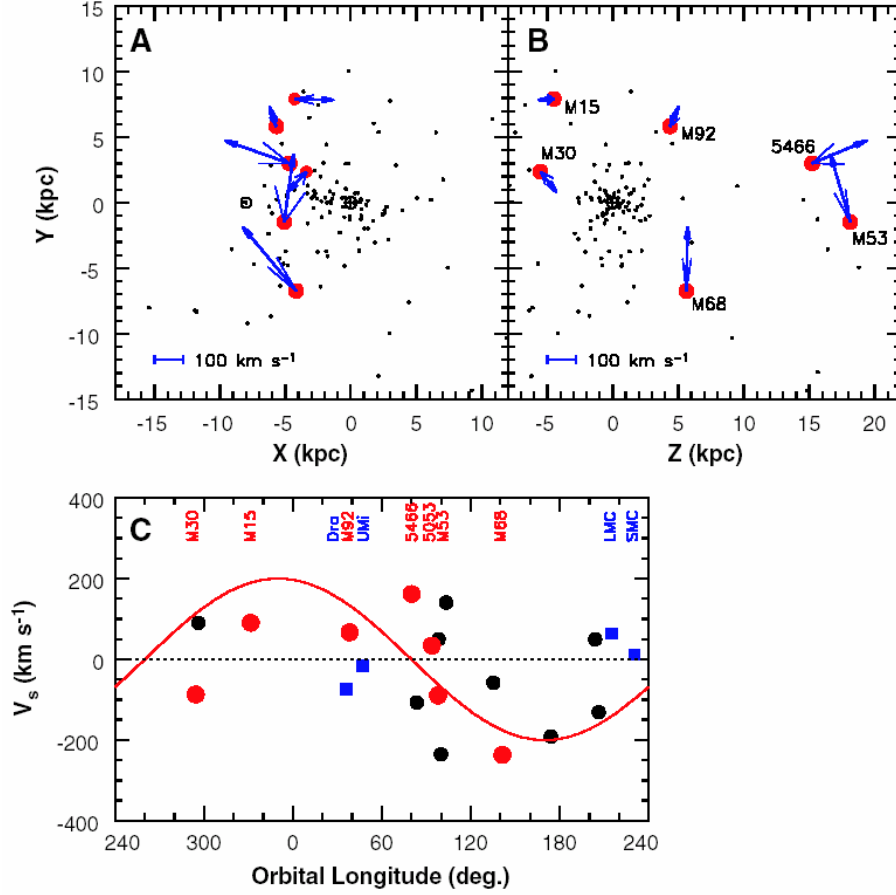 A
B
15
10
5
0
-5
-10
-15
Y (kpc)
M15
M92
M30
5466
M53
M68
100 km s⁻¹
100 km s⁻¹
-15
-10
-5
0
5
10
-5
0
5
10
15
20
X (kpc)
Z (kpc)
C
M30
M15
Dra
M92
UMi
5466
5053
M53
M68
LMC
SMC
400
200
0
-200
-400
Vs (km s⁻¹)
240
300
0
60
120
180
240
Orbital Longitude (deg.)